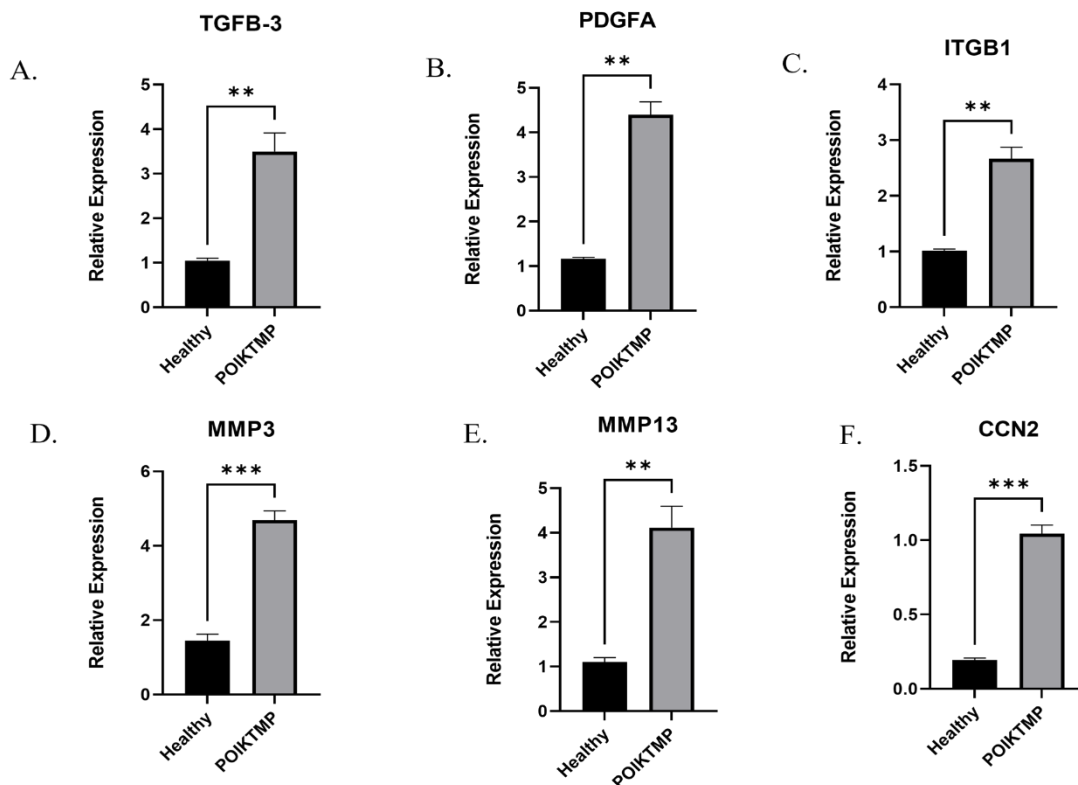 A.
TGFB-3
**
Relative Expression
5
4
3
2
1
0
Healthy
POIKTMP
B.
PDGFA
**
Relative Expression
5
4
3
2
1
0
Healthy
POIKTMP
C.
ITGB1
**
Relative Expression
4
3
2
1
0
Healthy
POIKTMP
D.
MMP3
***
Relative Expression
6
4
2
0
Healthy
POIKTMP
E.
MMP13
**
Relative Expression
5
4
3
2
1
0
Healthy
POIKTMP
F.
CCN2
***
Relative Expression
1.5
1.0
0.5
0.0
Healthy
POIKTMP